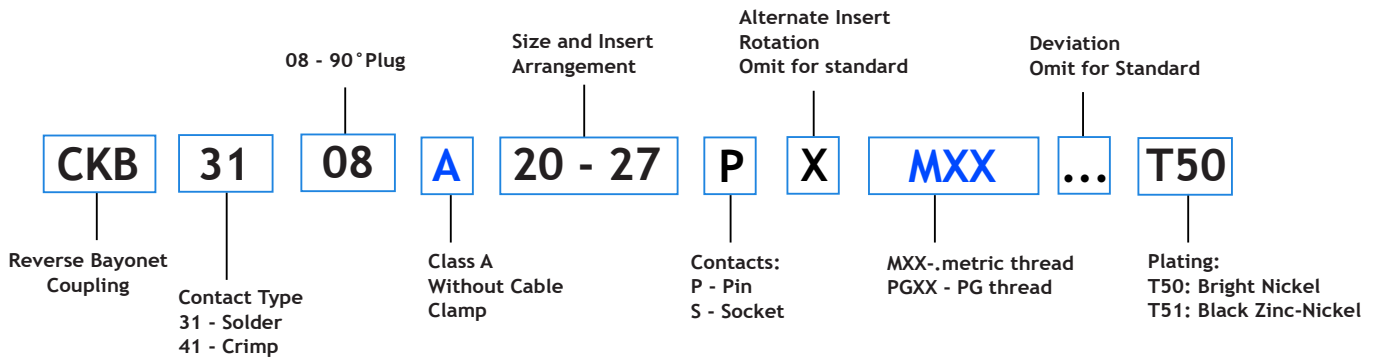 08 - 90°Plug
Size and Insert
Arrangement
Alternate Insert
Rotation
Omit for standard
Deviation
Omit for Standard
CKB 31 08 A 20 - 27 P X MXX ... T50
Reverse Bayonet
Coupling
Contact Type
31 - Solder
41 - Crimp
Class A
Without Cable
Clamp
Contacts:
P - Pin
S - Socket
MXX-.metric thread
PGXX - PG thread
Plating:
T50: Bright Nickel
T51: Black Zinc-Nickel